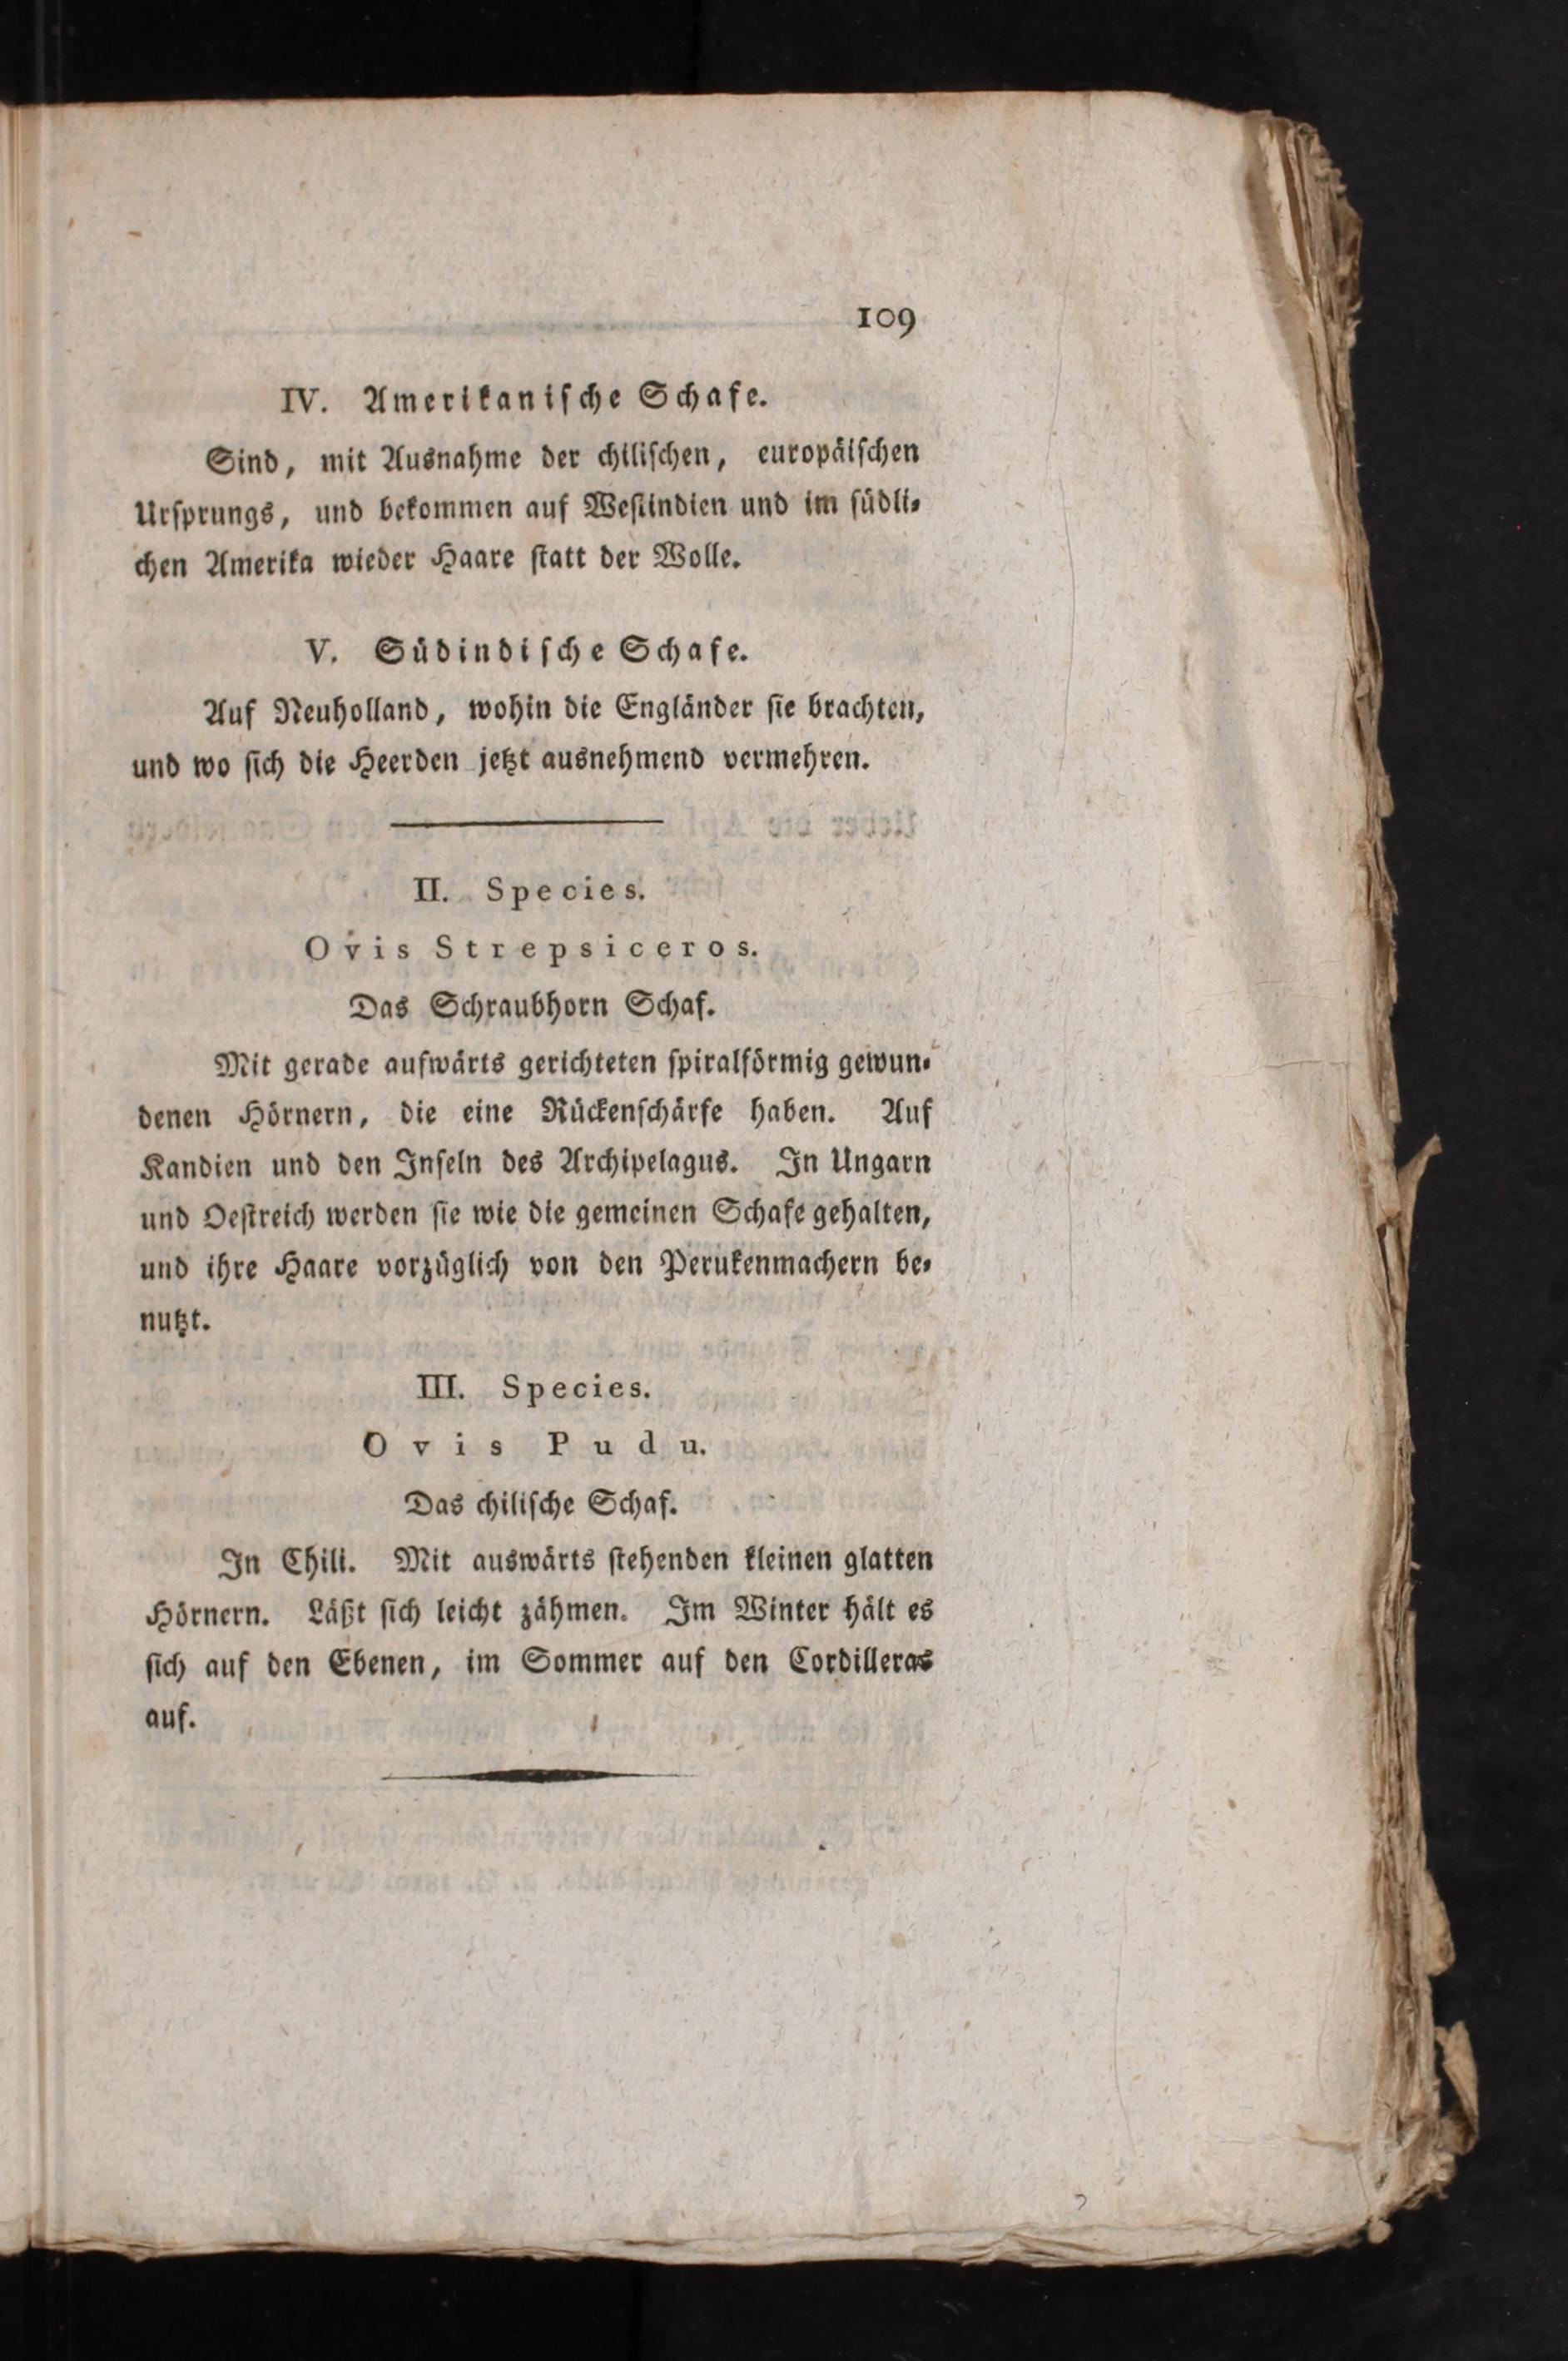 109
IV. Amerikanische Schafe.
Sind, mit Ausnahme der chilischen, europäischen
Ursprungs, und bekommen auf Westindien und im südli-
chen Amerika wieder Haare statt der Wolle.
V. Südindische Schafe.
Auf Neuholland, wohin die Engländer sie brachten,
und wo sich die Heerden jetzt ausnehmend vermehren.
II. Species.
Ovis Strepsiceros.
Das Schraubhorn Schaf.
Mit gerade aufwärts gerichteten spiralförmig gewun-
denen Hörnern, die eine Rückenschärfe haben. Auf
Kandien und den Inseln des Archipelagus. In Ungarn
und Oestreich werden sie wie die gemeinen Schafe gehalten,
und ihre Haare vorzüglich von den Perukenmachern be-
nutzt.
III. Species.
Ovis Pudu.
Das chilische Schaf.
In Chili. Mit auswärts stehenden kleinen glatten
Hörnern. Läßt sich leicht zähmen. Im Winter hält es
sich auf den Ebenen, im Sommer auf den Cordilleras
auf.